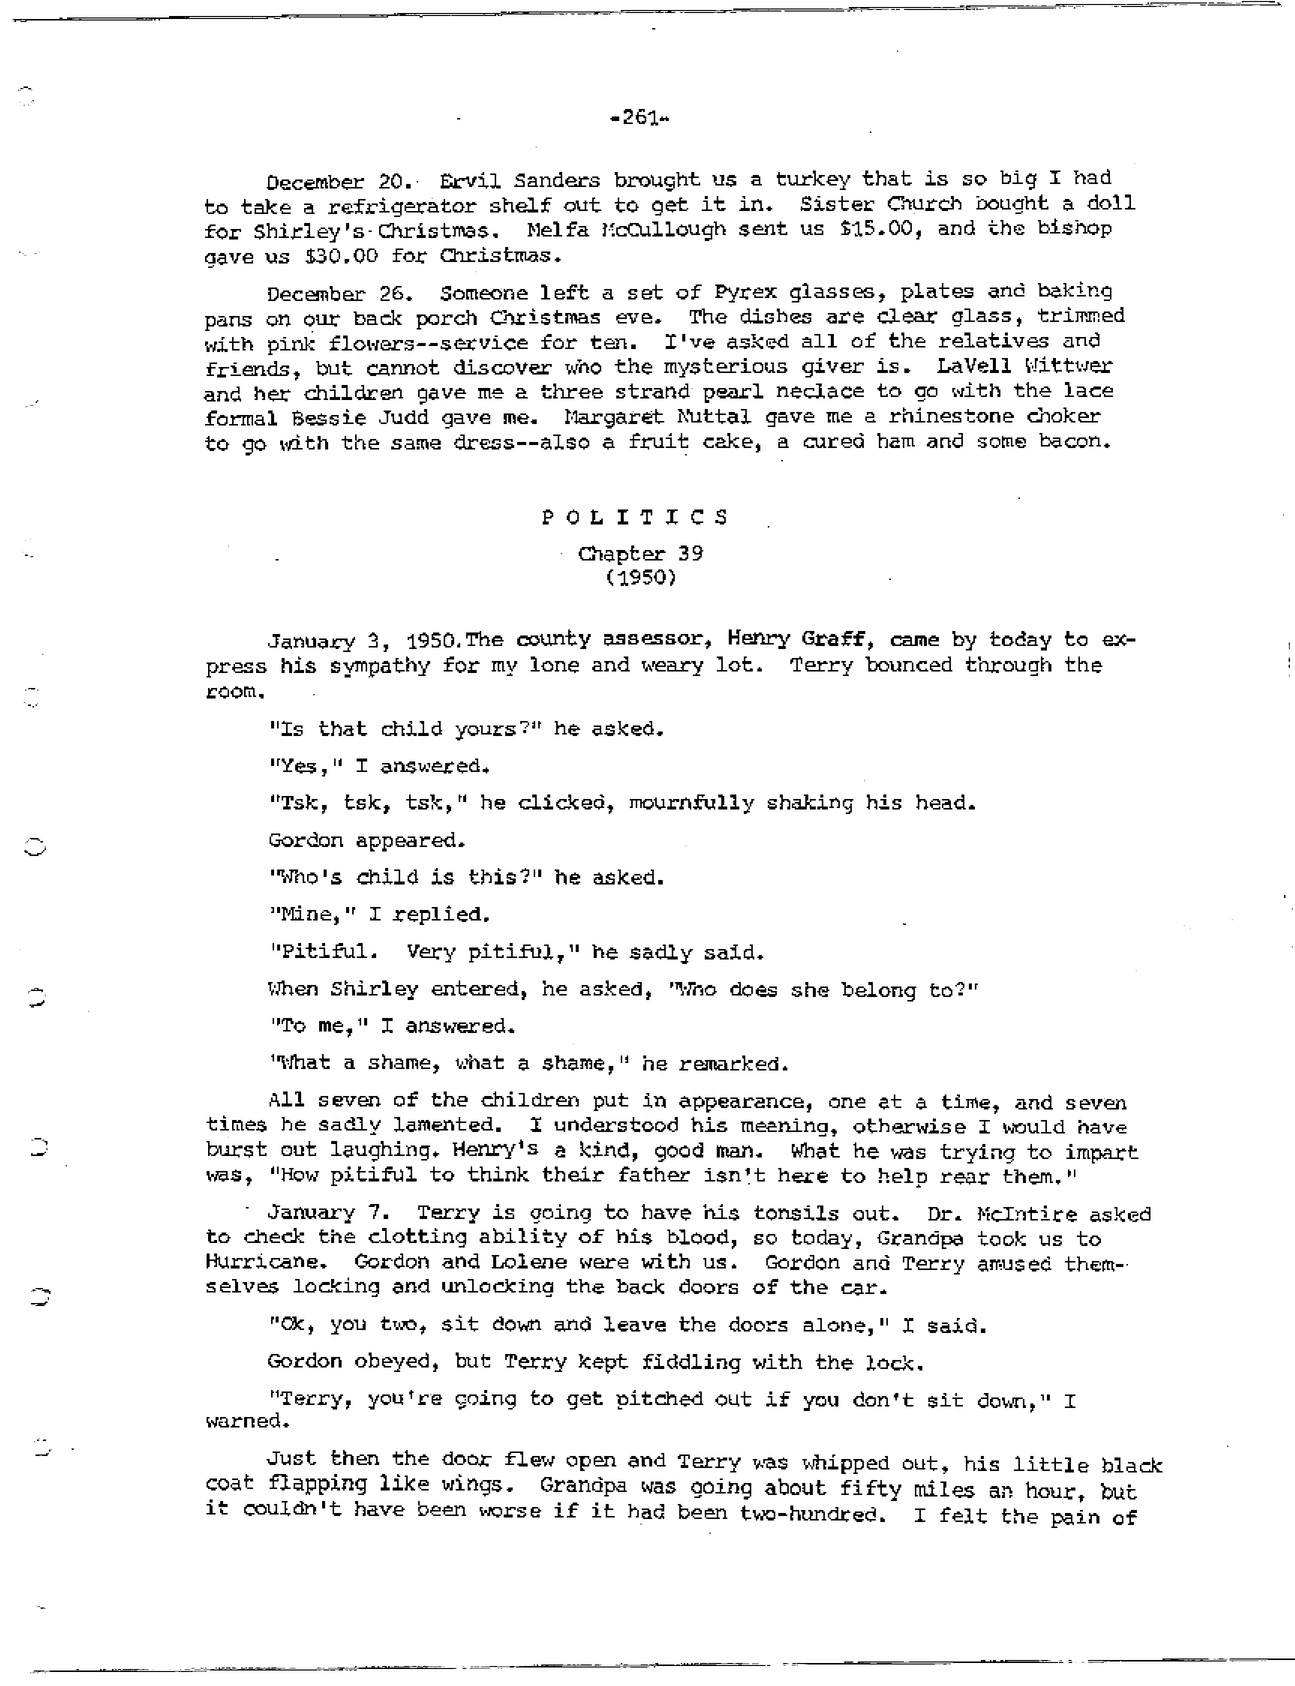 -261-
December 20. Ervil Sanders brought us a turkey that is so big I had
to take a refrigerator shelf out to get it in. Sister Church bought a doll
for Shirley's Christmas. Melfa McCullough sent us $15.00, and the bishop
gave us $30.00 for Christmas.
December 26. Someone left a set of Pyrex glasses, plates and baking
pans on our back porch Christmas eve. The dishes are clear glass, trimmed
with pink flowers--service for ten. I've asked all of the relatives and
friends, but cannot discover who the mysterious giver is. LaVell Wittwer
and her children gave me a three strand pearl neclace to go with the lace
formal Bessie Judd gave me. Margaret Nuttal gave me a rhinestone choker
to go with the same dress--also a fruit cake, a cured ham and some bacon.
P O L I T I C S
Chapter 39
(1950)
January 3, 1950.The county assessor, Henry Graff, came by today to ex-
press his sympathy for my lone and weary lot. Terry bounced through the
room.
"Is that child yours?" he asked.
"Yes," I answered.
"Tsk, tsk, tsk," he clicked, mournfully shaking his head.
Gordon appeared.
"Who's child is this?" he asked.
"Mine," I replied.
"Pitiful. Very pitiful," he sadly said.
When Shirley entered, he asked, "Who does she belong to?"
"To me," I answered.
"What a shame, what a shame," he remarked.
All seven of the children put in appearance, one at a time, and seven
times he sadly lamented. I understood his meening, otherwise I would have
burst out laughing. Henry's a kind, good man. What he was trying to impart
was, "How pitiful to think their father isn't here to help rear them."
January 7. Terry is going to have his tonsils out. Dr. McIntire asked
to check the clotting ability of his blood, so today, Grandpa took us to
Hurricane. Gordon and Lolene were with us. Gordon and Terry amused them-
selves locking and unlocking the back doors of the car.
"Ok, you two, sit down and leave the doors alone," I said.
Gordon obeyed, but Terry kept fiddling with the lock.
"Terry, you're going to get pitched out if you don't sit down," I
warned.
Just then the door flew open and Terry was whipped out, his little black
coat flapping like wings. Grandpa was going about fifty miles an hour, but
it couldn't have been worse if it had been two-hundred. I felt the pain of